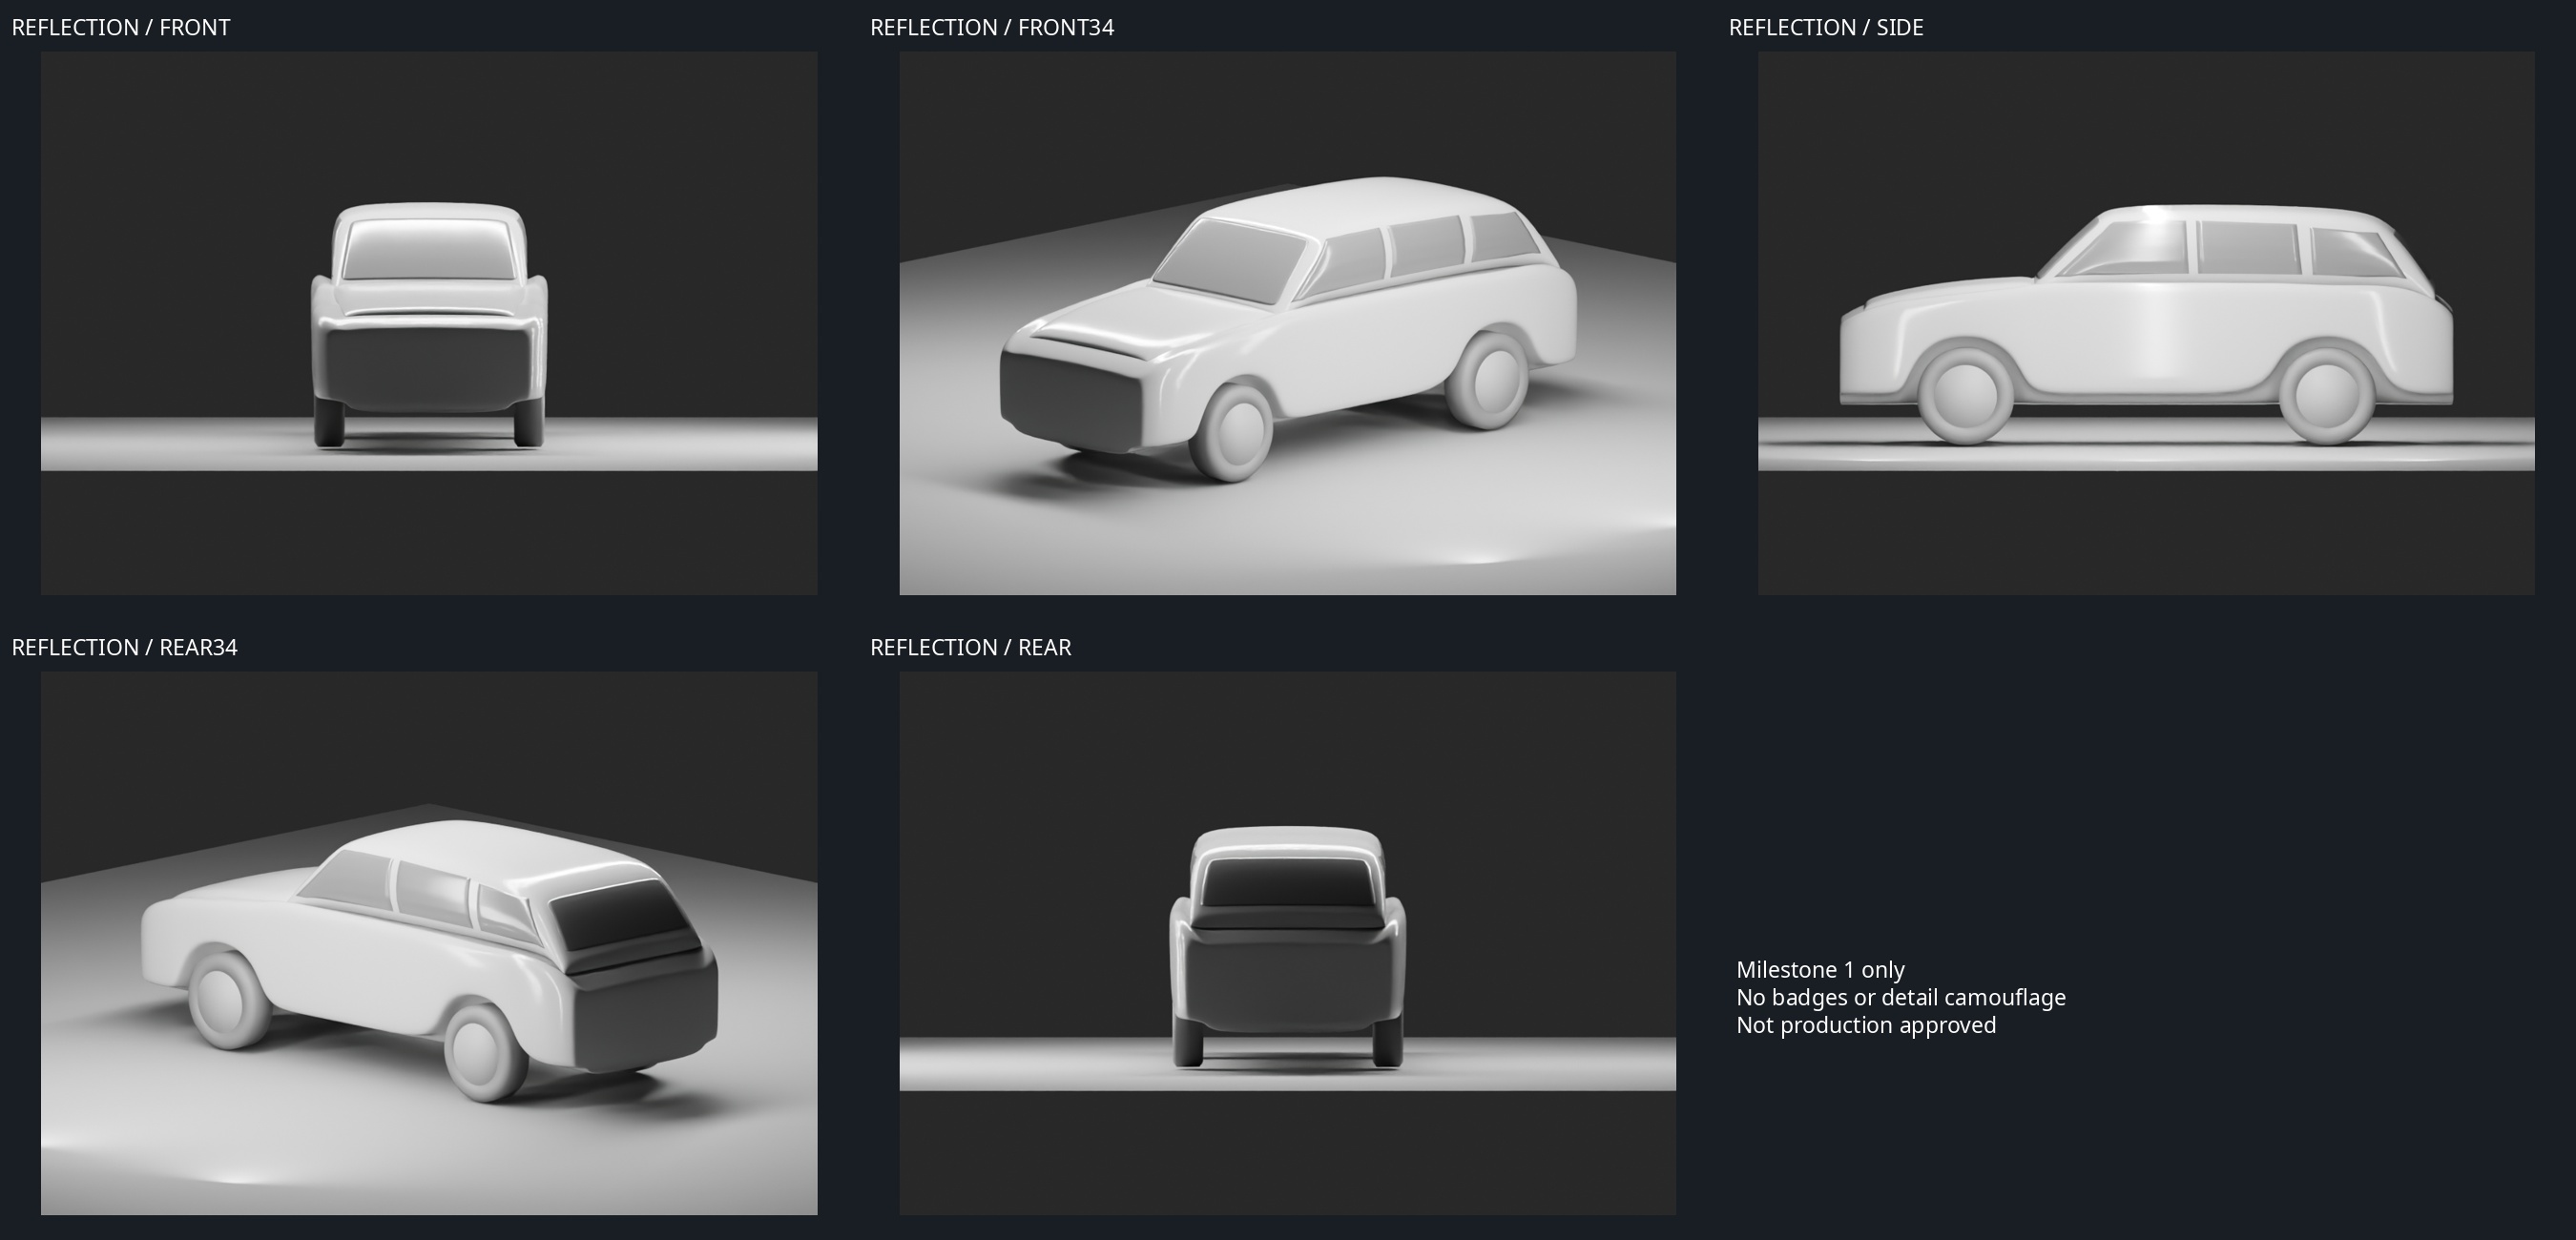 REFLECTION / FRONT
REFLECTION / FRONT34
REFLECTION / SIDE
REFLECTION / REAR34
REFLECTION / REAR
Milestone 1 only
No badges or detail camouflage
Not production approved